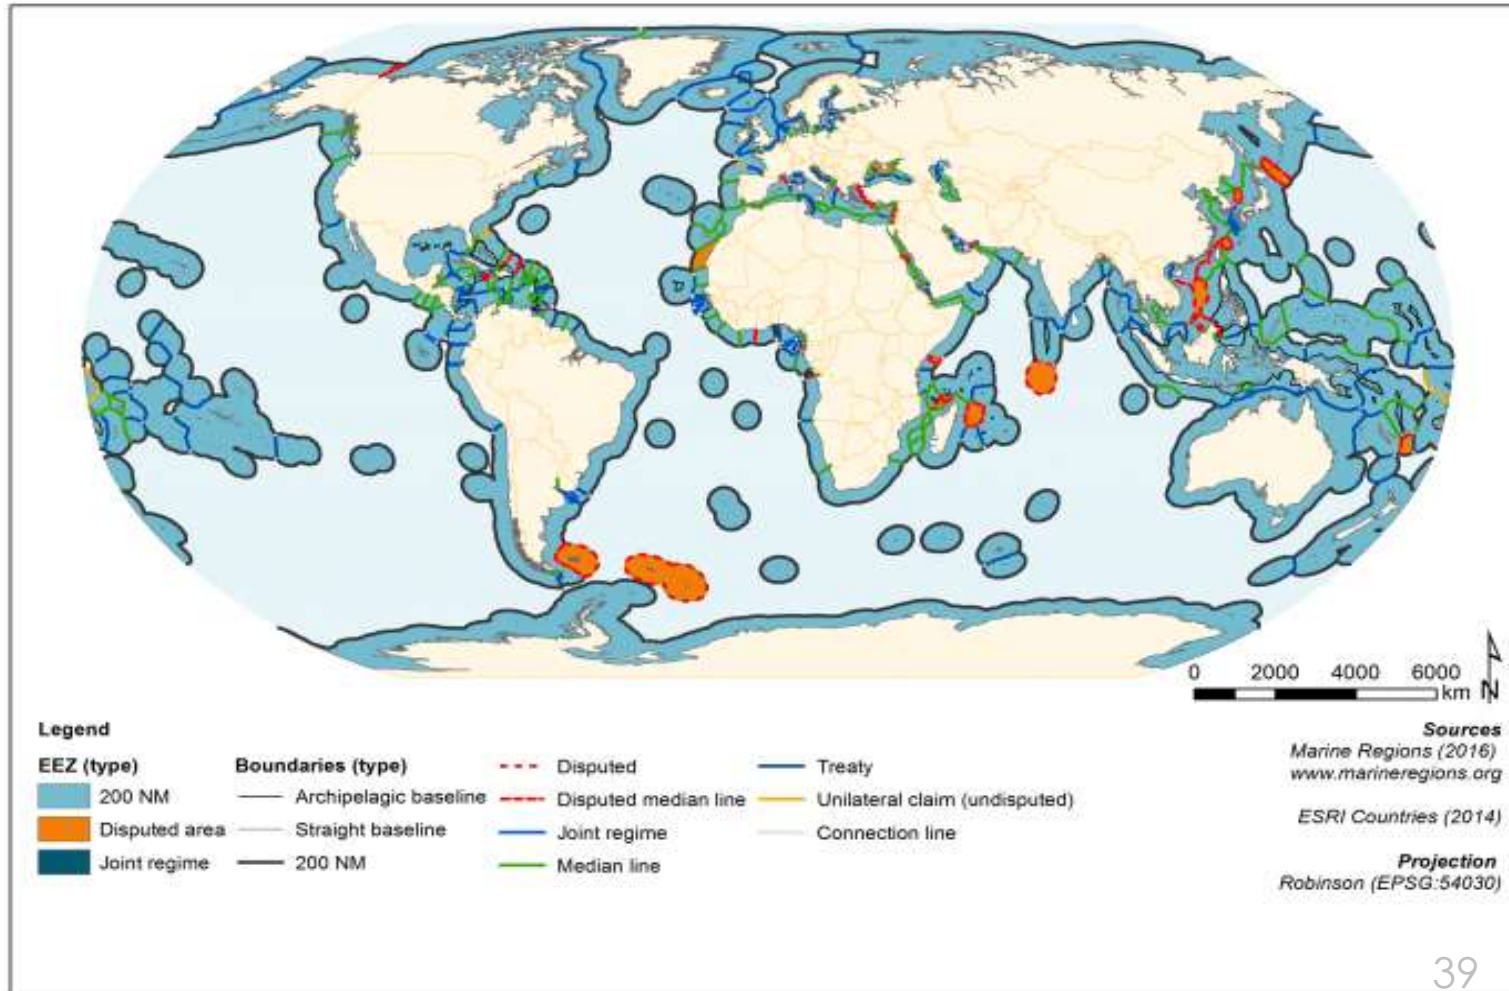 0 2000 4000 6000
km
N
Legend
EEZ (type)
200 NM
Disputed area
Joint regime
Boundaries (type)
Archipelagic baseline
Straight baseline
200 NM
Disputed
Disputed median line
Joint regime
Median line
Treaty
Unilateral claim (undisputed)
Connection line
Sources
Marine Regions (2016)
www.marineregions.org
ESRI Countries (2014)
Projection
Robinson (EPSG:54030)
39